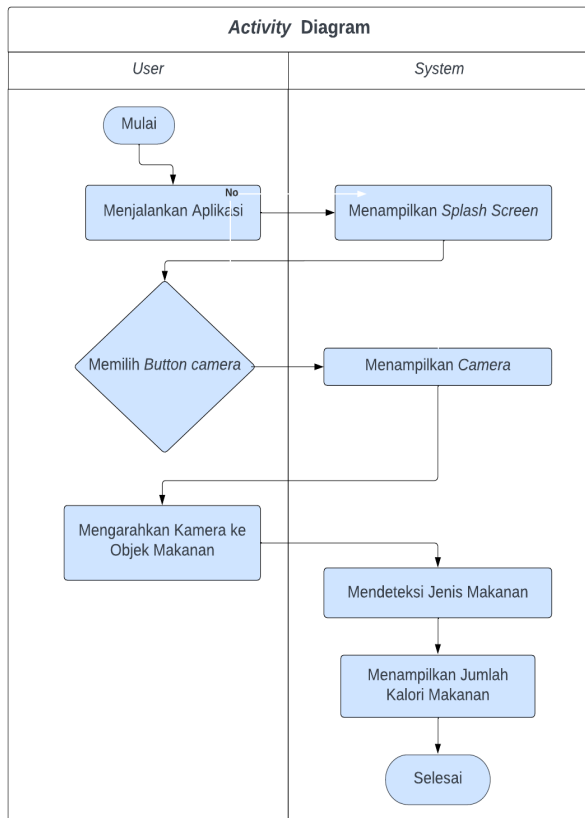 Activity Diagram
User
System
Mulai
No
Menjalankan Aplikasi
Menampilkan Splash Screen
Memilih Button camera
Menampilkan Camera
Mengarahkan Kamera ke
Objek Makanan
Mendeteksi Jenis Makanan
Menampilkan Jumlah
Kalori Makanan
Selesai